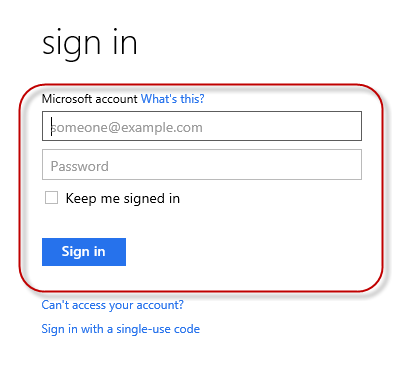 sign in
Microsoft account What's this?
someone@example.com
Password
Keep me signed in
Sign in
Can't access your account?
Sign in with a single-use code